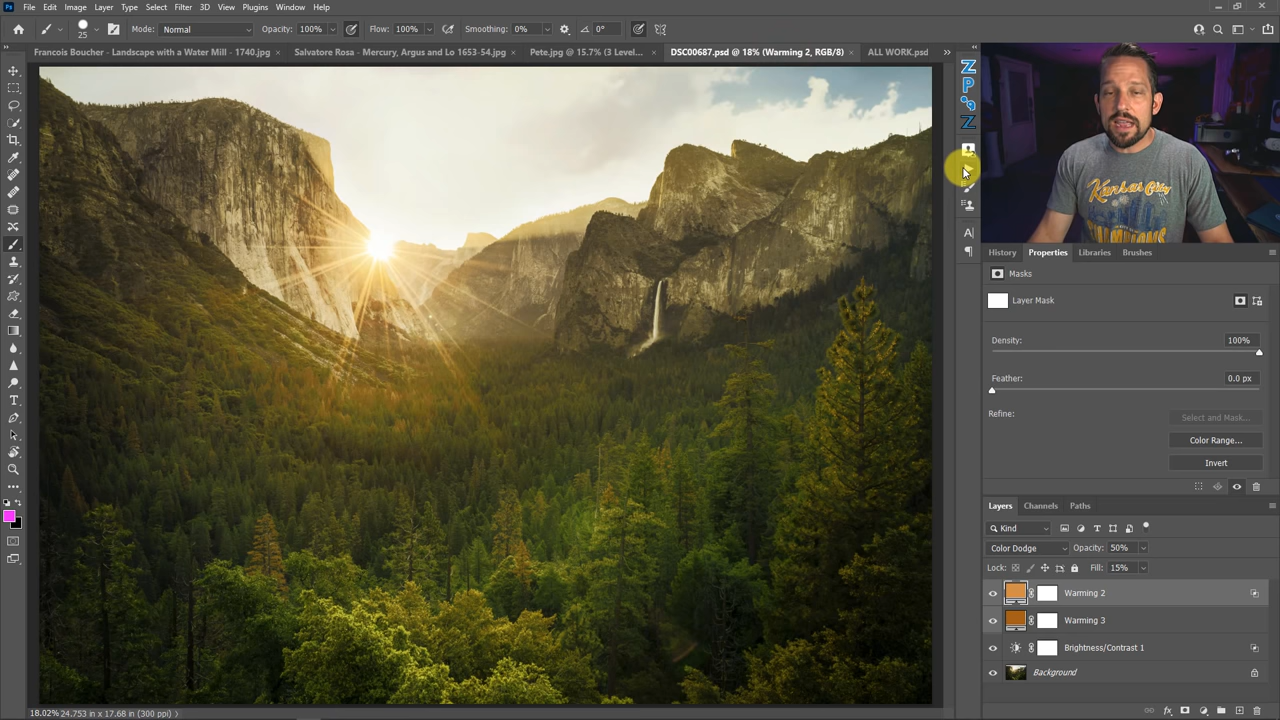 Ps File Edit Image Layer Type Select Filter 3D View Plugins Window Help
25 Mode: Normal Opacity: 100% Flow: 100% Smoothing: 0% 0°
Francois Boucher - Landscape with a Water Mill - 1740.jpg × Salvatore Rosa - Mercury, Argus and Lo 1653-54.jpg × Pete.jpg @ 15.7% (3 Level... × DSC00687.psd @ 18% (Warming 2, RGB/8) × ALL WORK.psd
Z
P
Z
A
Kansas City
History Properties Libraries Brushes
Masks
Layer Mask
Density: 100%
Feather: 0.0 px
Refine: Select and Mask...
Color Range...
Invert
Layers Channels Paths
Kind
Color Dodge Opacity: 50%
Lock: Fill: 15%
Warming 2
Warming 3
Brightness/Contrast 1
Background
18.02% 24.753 in x 17.68 in (300 ppi)